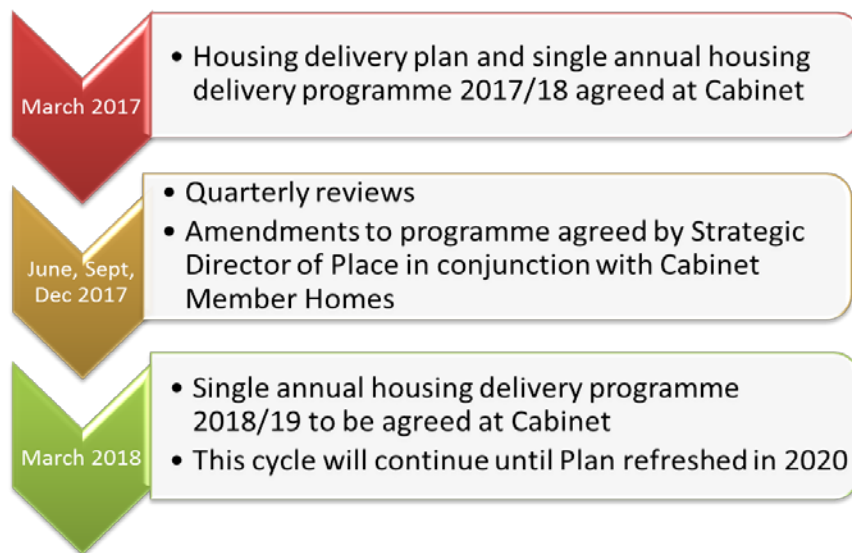 March 2017
• Housing delivery plan and single annual housing
delivery programme 2017/18 agreed at Cabinet
June, Sept,
Dec 2017
• Quarterly reviews
• Amendments to programme agreed by Strategic
Director of Place in conjunction with Cabinet
Member Homes
March 2018
• Single annual housing delivery programme
2018/19 to be agreed at Cabinet
• This cycle will continue until Plan refreshed in 2020